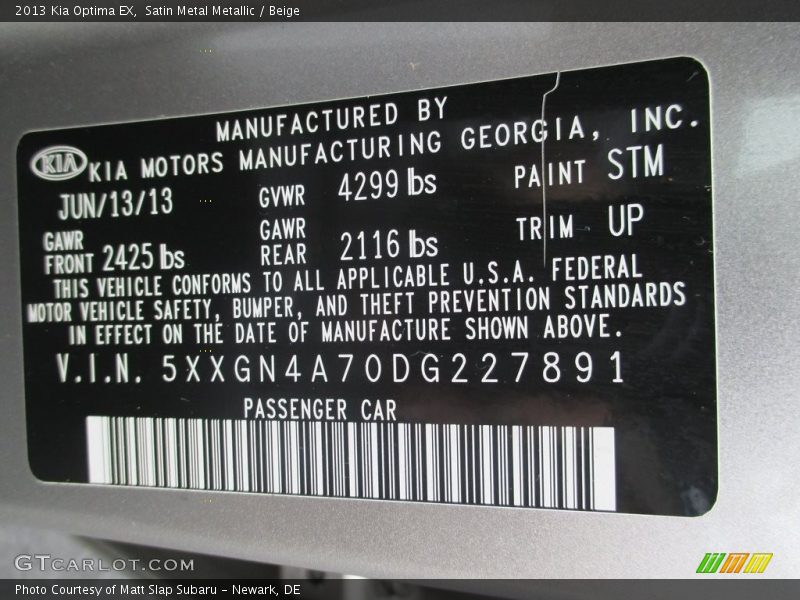 2013 Kia Optima EX, Satin Metal Metallic / Beige
MANUFACTURED BY
KIA KIA MOTORS MANUFACTURING GEORGIA, INC.
JUN/13/13 GVWR 4299 lbs PAINT STM
GAWR FRONT 2425 lbs GAWR REAR 2116 lbs TRIM UP
THIS VEHICLE CONFORMS TO ALL APPLICABLE U.S.A. FEDERAL
MOTOR VEHICLE SAFETY, BUMPER, AND THEFT PREVENTION STANDARDS
IN EFFECT ON THE DATE OF MANUFACTURE SHOWN ABOVE.
V.I.N. 5XXGN4A70DG227891
PASSENGER CAR
GTCARLOT.COM
Photo Courtesy of Matt Slap Subaru - Newark, DE